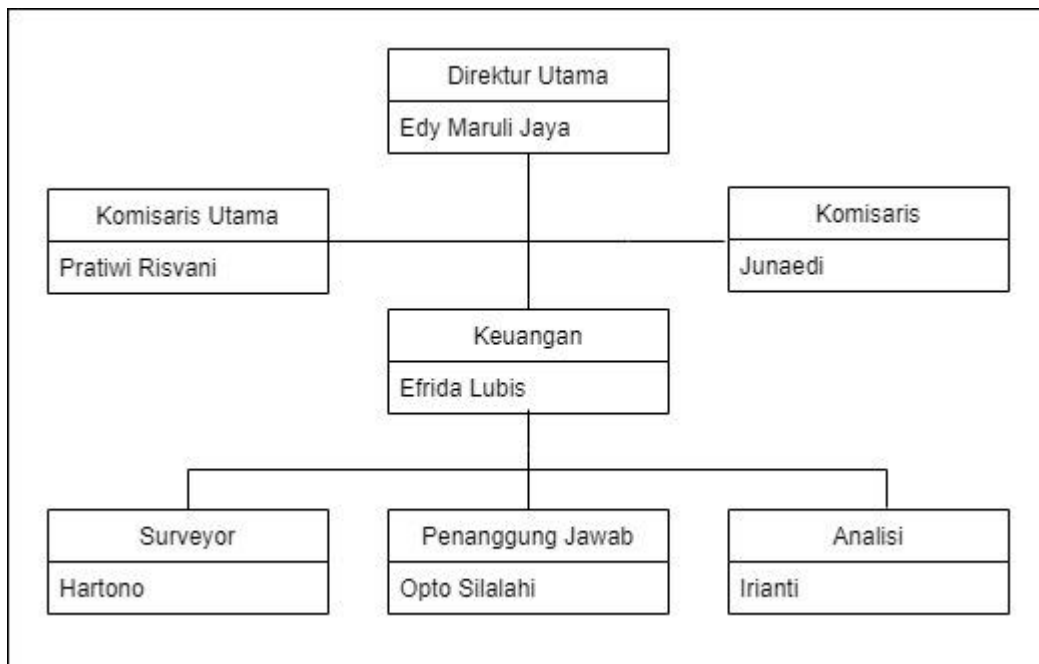 Direktur Utama
Edy Maruli Jaya
Komisaris Utama
Pratiwi Risvani
Komisaris
Junaedi
Keuangan
Efrida Lubis
Surveyor
Hartono
Penanggung Jawab
Opto Silalahi
Analisi
Irianti